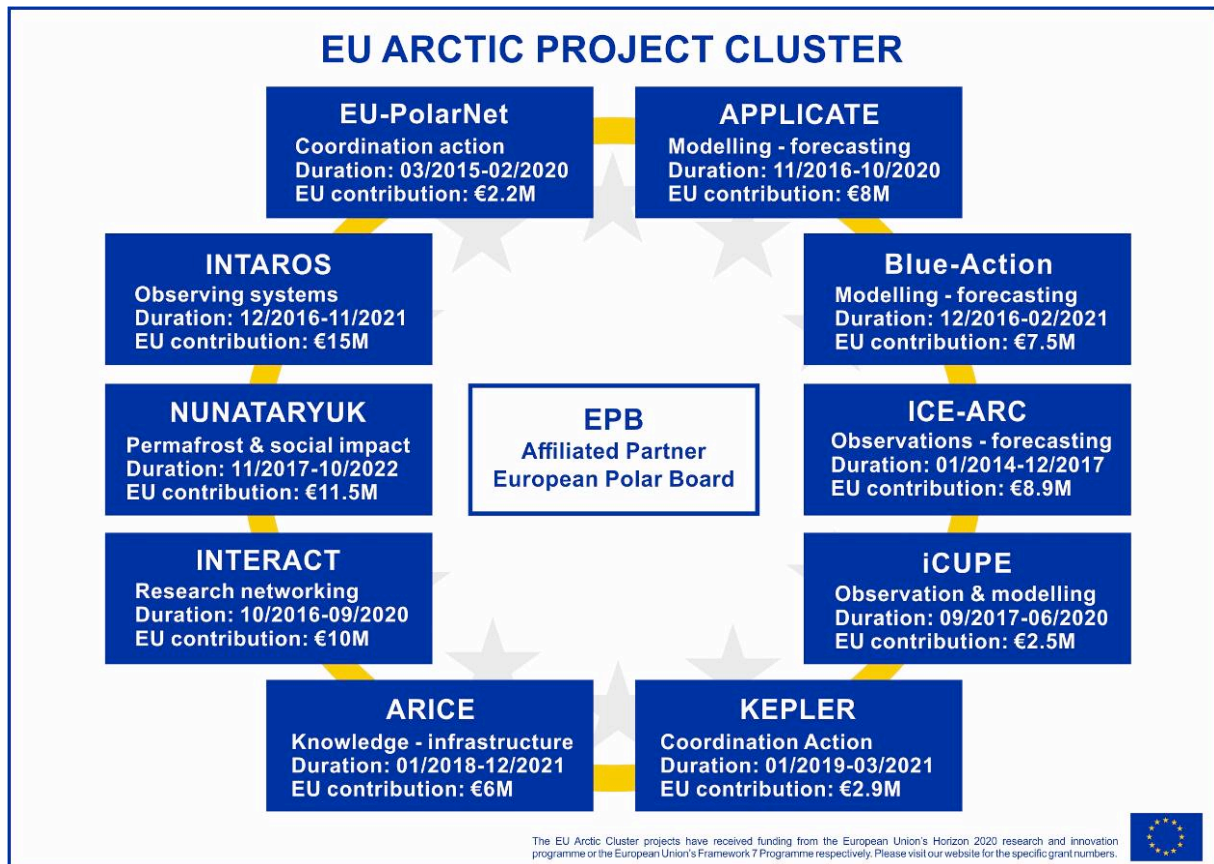 EU ARCTIC PROJECT CLUSTER
EU-PolarNet
Coordination action
Duration: 03/2015-02/2020
EU contribution: €2.2M
APPLICATE
Modelling - forecasting
Duration: 11/2016-10/2020
EU contribution: €8M
INTAROS
Observing systems
Duration: 12/2016-11/2021
EU contribution: €15M
Blue-Action
Modelling - forecasting
Duration: 12/2016-02/2021
EU contribution: €7.5M
NUNATARYUK
Permafrost & social impact
Duration: 11/2017-10/2022
EU contribution: €11.5M
EPB
Affiliated Partner
European Polar Board
ICE-ARC
Observations - forecasting
Duration: 01/2014-12/2017
EU contribution: €8.9M
INTERACT
Research networking
Duration: 10/2016-09/2020
EU contribution: €10M
iCUPE
Observation & modelling
Duration: 09/2017-06/2020
EU contribution: €2.5M
ARICE
Knowledge - infrastructure
Duration: 01/2018-12/2021
EU contribution: €6M
KEPLER
Coordination Action
Duration: 01/2019-03/2021
EU contribution: €2.9M
The EU Arctic Cluster projects have received funding from the European Union's Horizon 2020 research and innovation
programme or the European Union's Framework 7 Programme respectively. Please visit our website for the specific grant numbers.